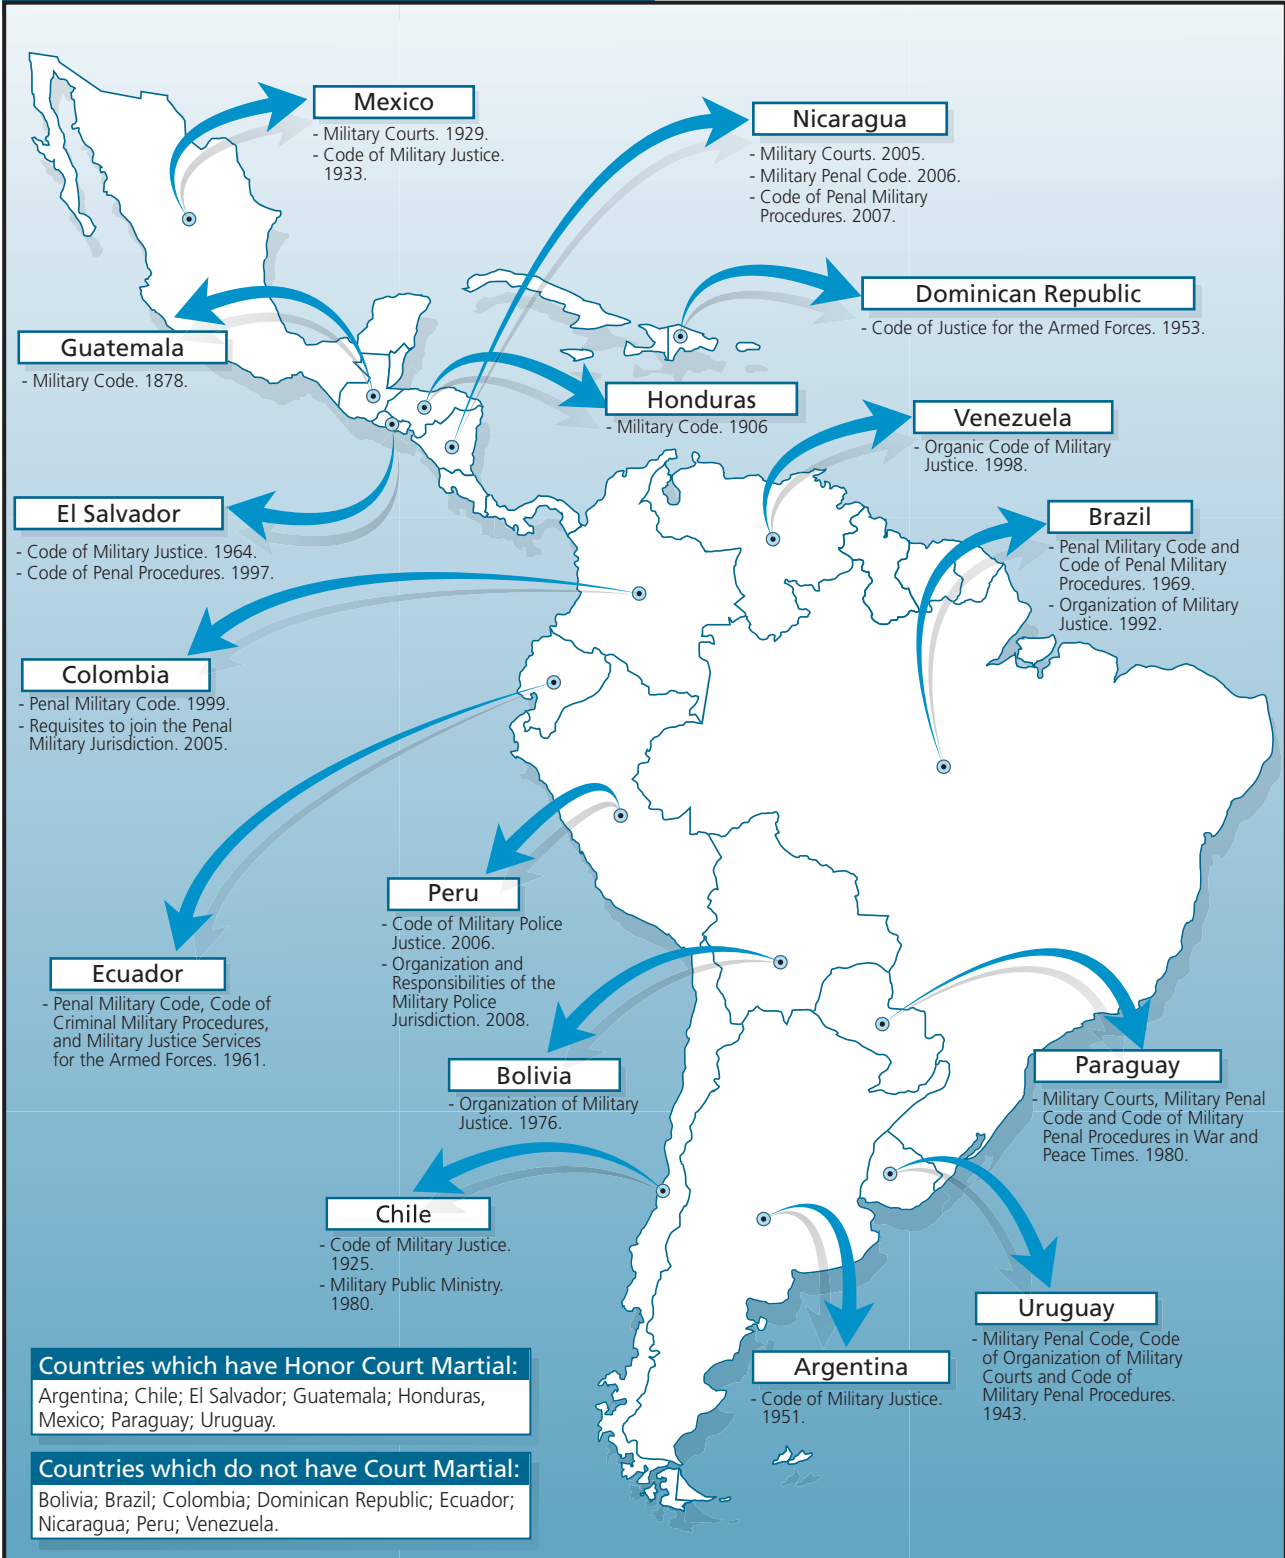 Mexico
- Military Courts. 1929.
- Code of Military Justice.
1933.
Nicaragua
- Military Courts. 2005.
- Military Penal Code. 2006.
- Code of Penal Military
Procedures. 2007.
Dominican Republic
- Code of Justice for the Armed Forces. 1953.
Guatemala
- Military Code. 1878.
Honduras
- Military Code. 1906
Venezuela
- Organic Code of Military
Justice. 1998.
El Salvador
- Code of Military Justice. 1964.
- Code of Penal Procedures. 1997.
Brazil
- Penal Military Code and
Code of Penal Military
Procedures. 1969.
- Organization of Military
Justice. 1992.
Colombia
- Penal Military Code. 1999.
- Requisites to join the Penal
Military Jurisdiction. 2005.
Peru
- Code of Military Police
Justice. 2006.
- Organization and
Responsibilities of the
Military Police
Jurisdiction. 2008.
Ecuador
- Penal Military Code, Code of
Criminal Military Procedures,
and Military Justice Services
for the Armed Forces. 1961.
Bolivia
- Organization of Military
Justice. 1976.
Paraguay
- Military Courts, Military Penal
Code and Code of Military
Penal Procedures in War and
Peace Times. 1980.
Chile
- Code of Military Justice.
1925.
- Military Public Ministry.
1980.
Uruguay
- Military Penal Code, Code
of Organization of Military
Courts and Code of
Military Penal Procedures.
1943.
Argentina
- Code of Military Justice.
1951.
Countries which have Honor Court Martial:
Argentina; Chile; El Salvador; Guatemala; Honduras,
Mexico; Paraguay; Uruguay.
Countries which do not have Court Martial:
Bolivia; Brazil; Colombia; Dominican Republic; Ecuador;
Nicaragua; Peru; Venezuela.